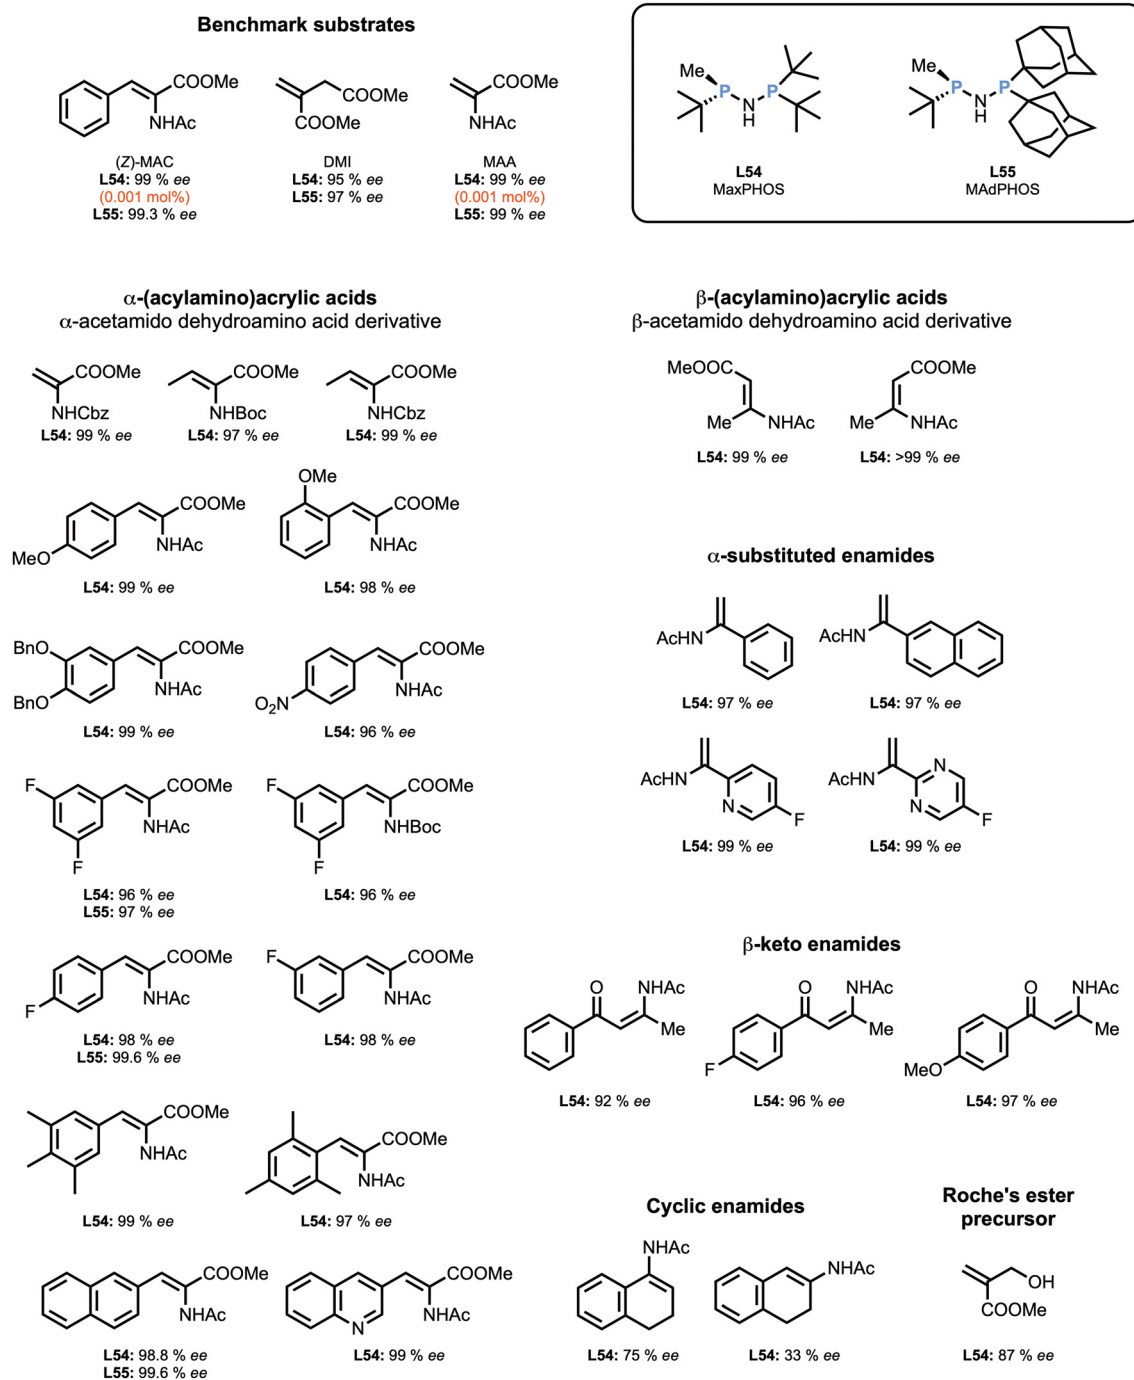 Benchmark substrates
COOMe
NHAc
(Z)-MAC
L54: 99 % ee
(0.001 mol%)
L55: 99.3 % ee
COOMe
COOMe
DMI
L54: 95 % ee
L55: 97 % ee
COOMe
NHAc
MAA
L54: 99 % ee
(0.001 mol%)
L55: 99 % ee
Me
P
N
H
P
L54
MaxPHOS
Me
P
N
H
P
L55
MAdPHOS
α-(acylamino)acrylic acids
α-acetamido dehydroamino acid derivative
COOMe
NHCbz
L54: 99 % ee
COOMe
NHBoc
L54: 97 % ee
COOMe
NHCbz
L54: 99 % ee
COOMe
NHAc
MeO
L54: 99 % ee
OMe
COOMe
NHAc
L54: 98 % ee
BnO
COOMe
NHAc
BnO
L54: 99 % ee
COOMe
NHAc
O2N
L54: 96 % ee
F
COOMe
NHAc
F
L54: 96 % ee
L55: 97 % ee
F
COOMe
NHBoc
F
L54: 96 % ee
COOMe
NHAc
F
L54: 98 % ee
L55: 99.6 % ee
F
COOMe
NHAc
L54: 98 % ee
COOMe
NHAc
L54: 99 % ee
COOMe
NHAc
L54: 97 % ee
COOMe
NHAc
L54: 98.8 % ee
L55: 99.6 % ee
COOMe
NHAc
N
L54: 99 % ee
β-(acylamino)acrylic acids
β-acetamido dehydroamino acid derivative
MeOOC
Me
NHAc
L54: 99 % ee
COOMe
Me
NHAc
L54: >99 % ee
α-substituted enamides
AcHN
L54: 97 % ee
AcHN
L54: 97 % ee
AcHN
N
F
L54: 99 % ee
AcHN
N
N
F
L54: 99 % ee
β-keto enamides
O
NHAc
Me
L54: 92 % ee
O
NHAc
Me
F
L54: 96 % ee
O
NHAc
Me
MeO
L54: 97 % ee
Cyclic enamides
NHAc
L54: 75 % ee
NHAc
L54: 33 % ee
Roche's ester
precursor
OH
COOMe
L54: 87 % ee